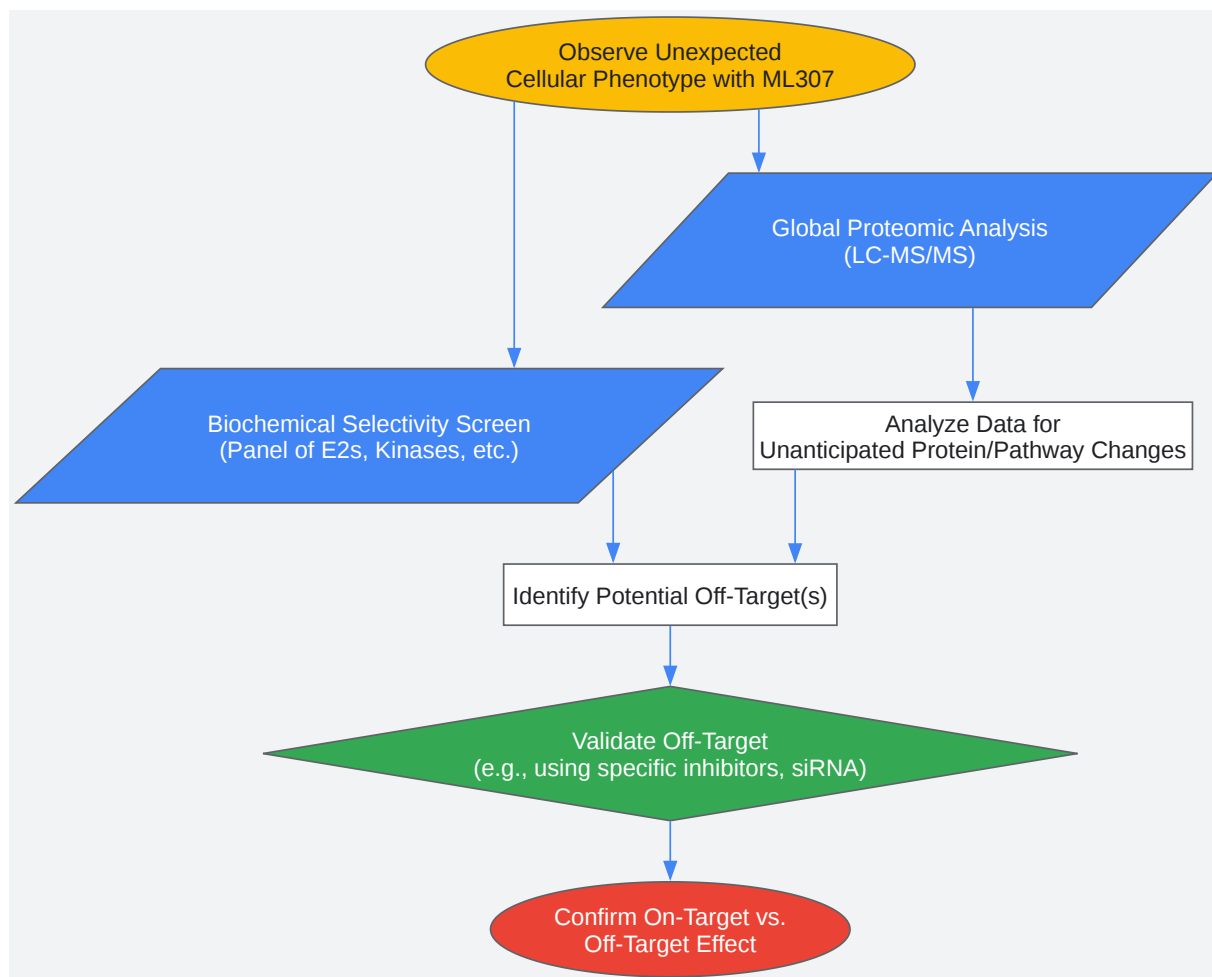 Observe Unexpected
Cellular Phenotype with ML307
Global Proteomic Analysis
(LC-MS/MS)
Biochemical Selectivity Screen
(Panel of E2s, Kinases, etc.)
Analyze Data for
Unanticipated Protein/Pathway Changes
Identify Potential Off-Target(s)
Validate Off-Target
(e.g., using specific inhibitors, siRNA)
Confirm On-Target vs.
Off-Target Effect